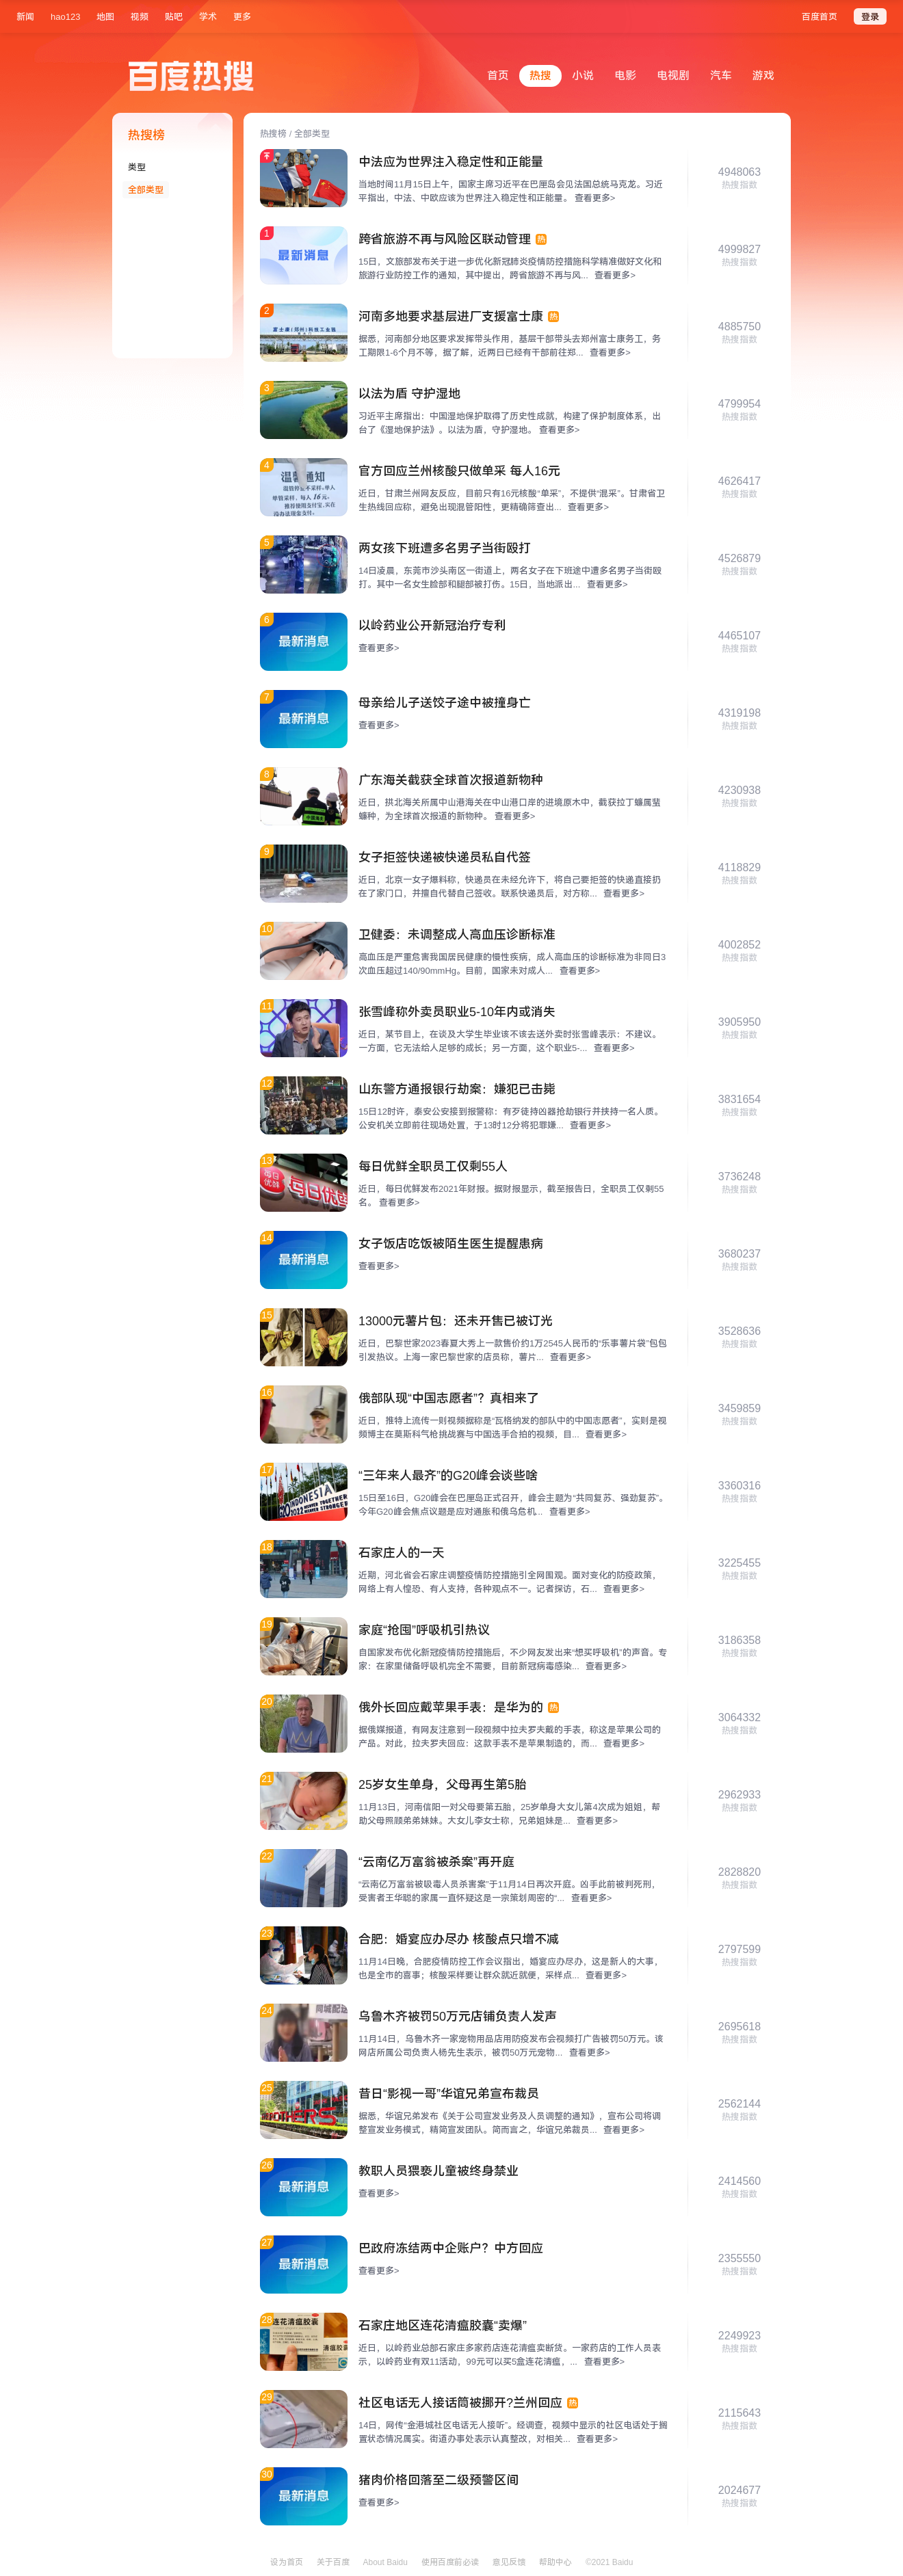 新闻 hao123 地图 视频 贴吧 学术 更多 百度首页 登录
百度热搜
首页 热搜 小说 电影 电视剧 汽车 游戏
热搜榜
类型
全部类型
热搜榜 / 全部类型
中法应为世界注入稳定性和正能量
当地时间11月15日上午，国家主席习近平在巴厘岛会见法国总统马克龙。习近
平指出，中法、中欧应该为世界注入稳定性和正能量。 查看更多>
4948063
热搜指数
1
最新消息
跨省旅游不再与风险区联动管理 热
15日，文旅部发布关于进一步优化新冠肺炎疫情防控措施科学精准做好文化和
旅游行业防控工作的通知，其中提出，跨省旅游不再与风... 查看更多>
4999827
热搜指数
2
河南多地要求基层进厂支援富士康 热
据悉，河南部分地区要求发挥带头作用，基层干部带头去郑州富士康务工，务
工期限1-6个月不等，据了解，近两日已经有干部前往郑... 查看更多>
4885750
热搜指数
3
以法为盾 守护湿地
习近平主席指出：中国湿地保护取得了历史性成就，构建了保护制度体系，出
台了《湿地保护法》。以法为盾，守护湿地。 查看更多>
4799954
热搜指数
4
温馨通知
官方回应兰州核酸只做单采 每人16元
近日，甘肃兰州网友反应，目前只有16元核酸“单采”，不提供“混采”。甘肃省卫
生热线回应称，避免出现混管阳性，更精确筛查出... 查看更多>
4626417
热搜指数
5
两女孩下班遭多名男子当街殴打
14日凌晨，东莞市沙头南区一街道上，两名女子在下班途中遭多名男子当街殴
打。其中一名女生脸部和腿部被打伤。15日，当地派出... 查看更多>
4526879
热搜指数
6
最新消息
以岭药业公开新冠治疗专利
查看更多>
4465107
热搜指数
7
最新消息
母亲给儿子送饺子途中被撞身亡
查看更多>
4319198
热搜指数
8
广东海关截获全球首次报道新物种
近日，拱北海关所属中山港海关在中山港口岸的进境原木中，截获拉丁蠊属蜚
蠊种，为全球首次报道的新物种。 查看更多>
4230938
热搜指数
9
女子拒签快递被快递员私自代签
近日，北京一女子爆料称，快递员在未经允许下，将自己要拒签的快递直接扔
在了家门口，并擅自代替自己签收。联系快递员后，对方称... 查看更多>
4118829
热搜指数
10
卫健委：未调整成人高血压诊断标准
高血压是严重危害我国居民健康的慢性疾病，成人高血压的诊断标准为非同日3
次血压超过140/90mmHg。目前，国家未对成人... 查看更多>
4002852
热搜指数
11
张雪峰称外卖员职业5-10年内或消失
近日，某节目上，在谈及大学生毕业该不该去送外卖时张雪峰表示：不建议。
一方面，它无法给人足够的成长；另一方面，这个职业5-... 查看更多>
3905950
热搜指数
12
山东警方通报银行劫案：嫌犯已击毙
15日12时许，泰安公安接到报警称：有歹徒持凶器抢劫银行并挟持一名人质。
公安机关立即前往现场处置，于13时12分将犯罪嫌... 查看更多>
3831654
热搜指数
13
每日优鲜
每日优鲜全职员工仅剩55人
近日，每日优鲜发布2021年财报。据财报显示，截至报告日，全职员工仅剩55
名。 查看更多>
3736248
热搜指数
14
最新消息
女子饭店吃饭被陌生医生提醒患病
查看更多>
3680237
热搜指数
15
13000元薯片包：还未开售已被订光
近日，巴黎世家2023春夏大秀上一款售价约1万2545人民币的“乐事薯片袋”包包
引发热议。上海一家巴黎世家的店员称，薯片... 查看更多>
3528636
热搜指数
16
俄部队现“中国志愿者”？真相来了
近日，推特上流传一则视频据称是“瓦格纳发的部队中的中国志愿者”，实则是视
频博主在莫斯科气枪挑战赛与中国选手合拍的视频，目... 查看更多>
3459859
热搜指数
17
INDONESIA
“三年来人最齐”的G20峰会谈些啥
15日至16日，G20峰会在巴厘岛正式召开，峰会主题为“共同复苏、强劲复苏”。
今年G20峰会焦点议题是应对通胀和俄乌危机... 查看更多>
3360316
热搜指数
18
石家庄人的一天
近期，河北省会石家庄调整疫情防控措施引全网围观。面对变化的防疫政策，
网络上有人惶恐、有人支持，各种观点不一。记者探访，石... 查看更多>
3225455
热搜指数
19
家庭“抢囤”呼吸机引热议
自国家发布优化新冠疫情防控措施后，不少网友发出来“想买呼吸机”的声音。专
家：在家里储备呼吸机完全不需要，目前新冠病毒感染... 查看更多>
3186358
热搜指数
20
俄外长回应戴苹果手表：是华为的 热
据俄媒报道，有网友注意到一段视频中拉夫罗夫戴的手表，称这是苹果公司的
产品。对此，拉夫罗夫回应：这款手表不是苹果制造的，而... 查看更多>
3064332
热搜指数
21
25岁女生单身，父母再生第5胎
11月13日，河南信阳一对父母要第五胎，25岁单身大女儿第4次成为姐姐，帮
助父母照顾弟弟妹妹。大女儿李女士称，兄弟姐妹是... 查看更多>
2962933
热搜指数
22
“云南亿万富翁被杀案”再开庭
“云南亿万富翁被吸毒人员杀害案”于11月14日再次开庭。凶手此前被判死刑，
受害者王华聪的家属一直怀疑这是一宗策划周密的“... 查看更多>
2828820
热搜指数
23
合肥：婚宴应办尽办 核酸点只增不减
11月14日晚，合肥疫情防控工作会议指出，婚宴应办尽办，这是新人的大事，
也是全市的喜事；核酸采样要让群众就近就便，采样点... 查看更多>
2797599
热搜指数
24
乌鲁木齐被罚50万元店铺负责人发声
11月14日，乌鲁木齐一家宠物用品店用防疫发布会视频打广告被罚50万元。该
网店所属公司负责人杨先生表示，被罚50万元宠物... 查看更多>
2695618
热搜指数
25
昔日“影视一哥”华谊兄弟宣布裁员
据悉，华谊兄弟发布《关于公司宣发业务及人员调整的通知》，宣布公司将调
整宣发业务模式，精简宣发团队。简而言之，华谊兄弟裁员... 查看更多>
2562144
热搜指数
26
最新消息
教职人员猥亵儿童被终身禁业
查看更多>
2414560
热搜指数
27
最新消息
巴政府冻结两中企账户？中方回应
查看更多>
2355550
热搜指数
28
连花清瘟胶囊
石家庄地区连花清瘟胶囊“卖爆”
近日，以岭药业总部石家庄多家药店连花清瘟卖断货。一家药店的工作人员表
示，以岭药业有双11活动，99元可以买5盒连花清瘟，... 查看更多>
2249923
热搜指数
29
社区电话无人接话筒被挪开?兰州回应 热
14日，网传“金港城社区电话无人接听”。经调查，视频中显示的社区电话处于搁
置状态情况属实。街道办事处表示认真整改，对相关... 查看更多>
2115643
热搜指数
30
最新消息
猪肉价格回落至二级预警区间
查看更多>
2024677
热搜指数
设为首页 关于百度 About Baidu 使用百度前必读 意见反馈 帮助中心 ©2021 Baidu